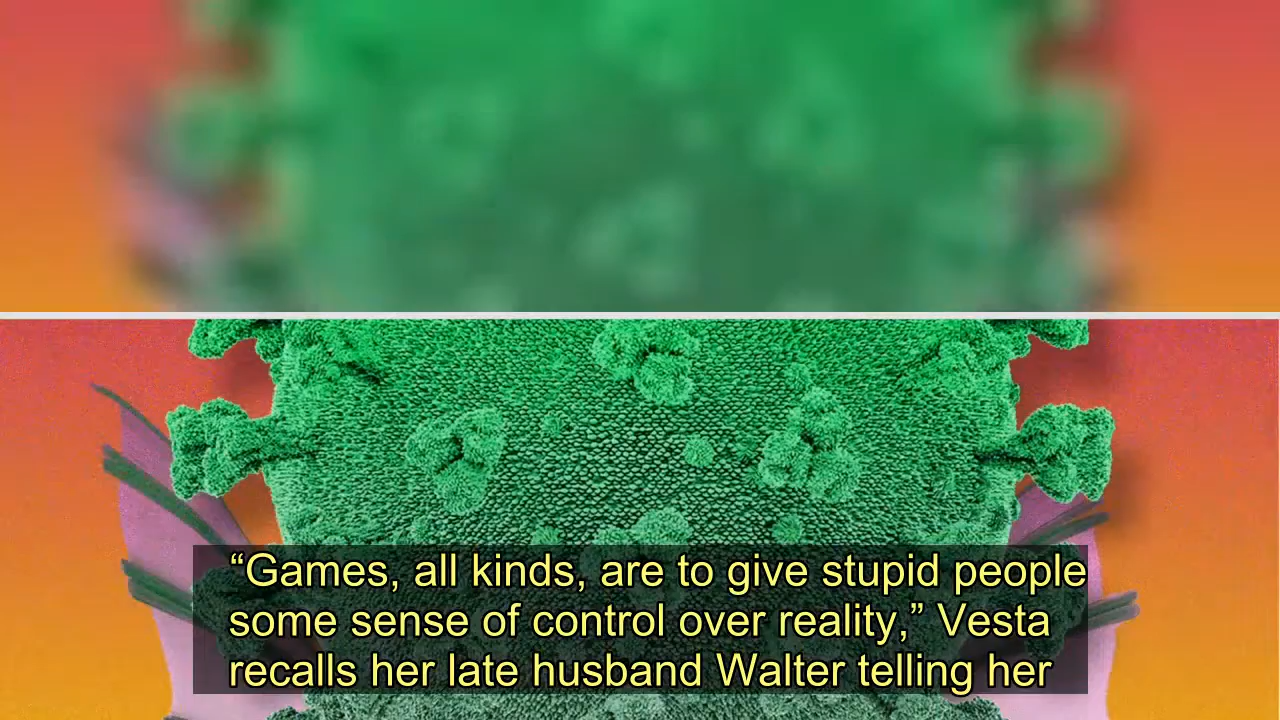 “Games, all kinds, are to give stupid people
some sense of control over reality,” Vesta
recalls her late husband Walter telling her